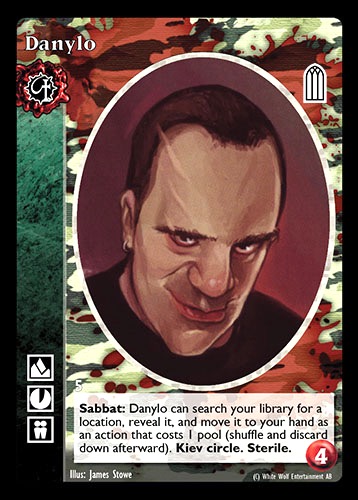 Danylo
5
Sabbat: Danylo can search your library for a
location, reveal it, and move it to your hand as
an action that costs 1 pool (shuffle and discard
down afterward). Kiev circle. Sterile.
4
Illus: James Stowe
(C) White Wolf Entertainment AB